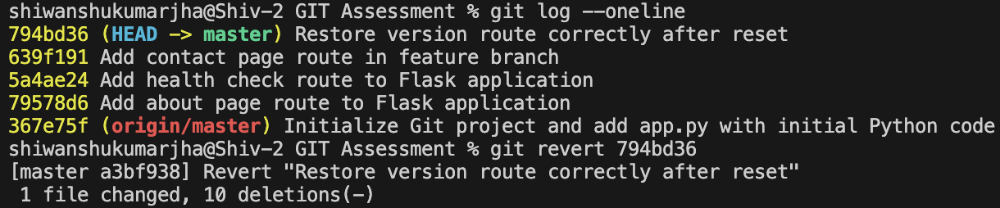 shiwanshukumarjha@Shiv-2 GIT Assessment % git log --oneline
794bd36 (HEAD -> master) Restore version route correctly after reset
639f191 Add contact page route in feature branch
5a4ae24 Add health check route to Flask application
79578d6 Add about page route to Flask application
367e75f (origin/master) Initialize Git project and add app.py with initial Python code
shiwanshukumarjha@Shiv-2 GIT Assessment % git revert 794bd36
[master a3bf938] Revert "Restore version route correctly after reset"
 1 file changed, 10 deletions(-)